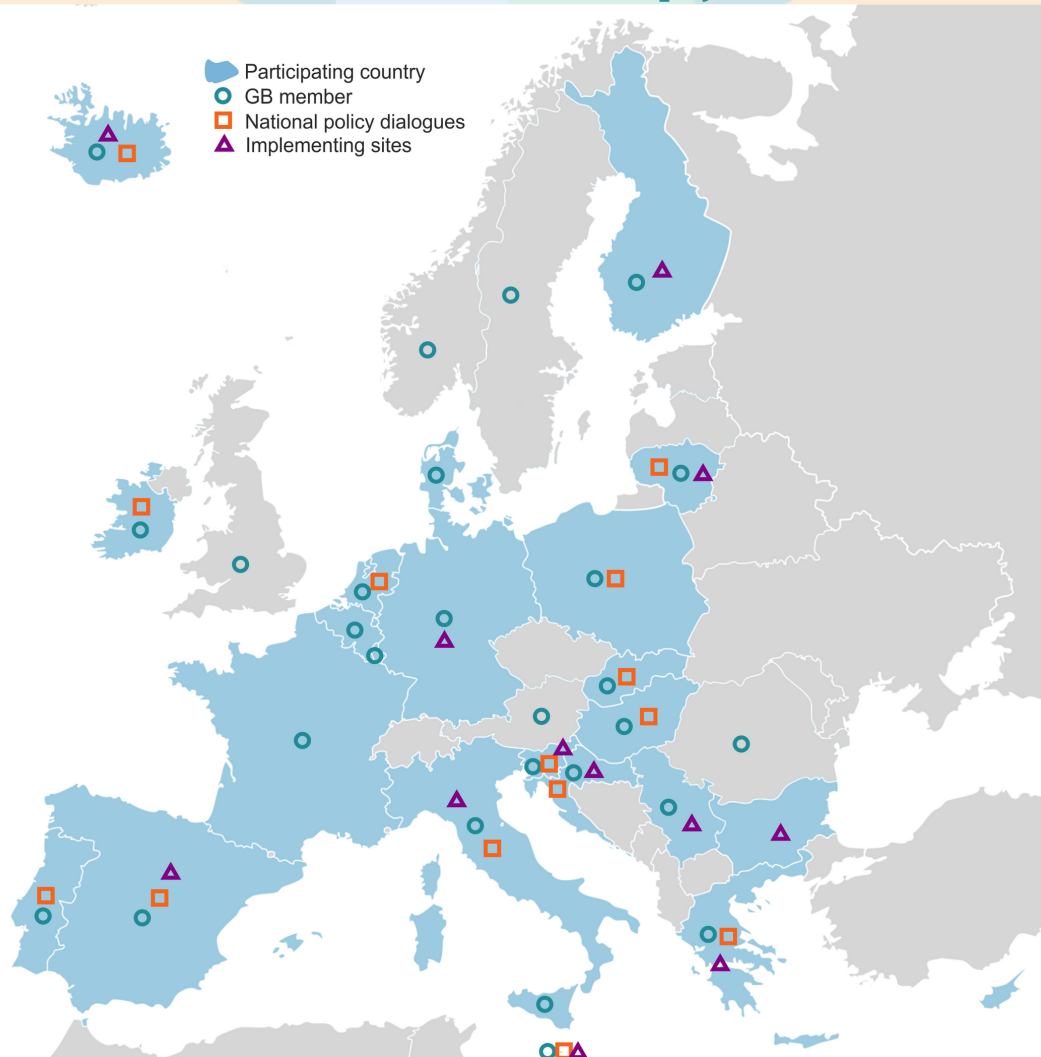 Participating country
GB member
National policy dialogues
Implementing sites